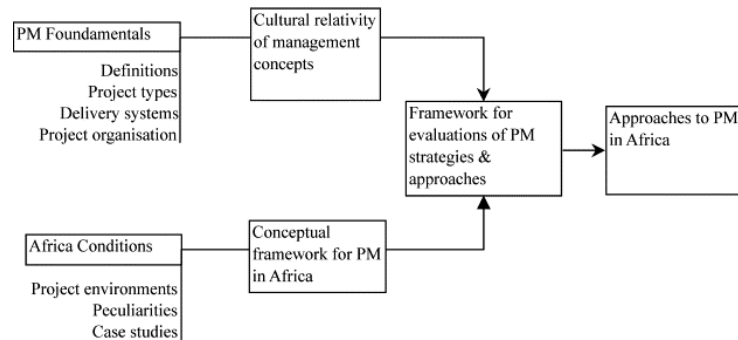 PM Foundamentals
Definitions
Project types
Delivery systems
Project organisation
Cultural relativity
of management
concepts
Framework for
evaluations of PM
strategies &
approaches
Approaches to PM
in Africa
Africa Conditions
Project environments
Peculiarities
Case studies
Conceptual
framework for PM
in Africa